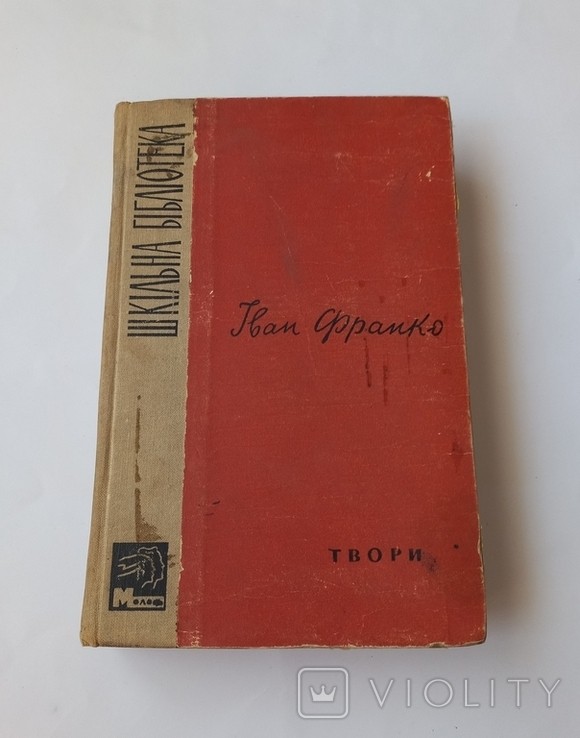 ШКІЛЬНА БІБЛІОТЕКА
Іван Франко
ТВОРИ
Молодь
VIOLITY